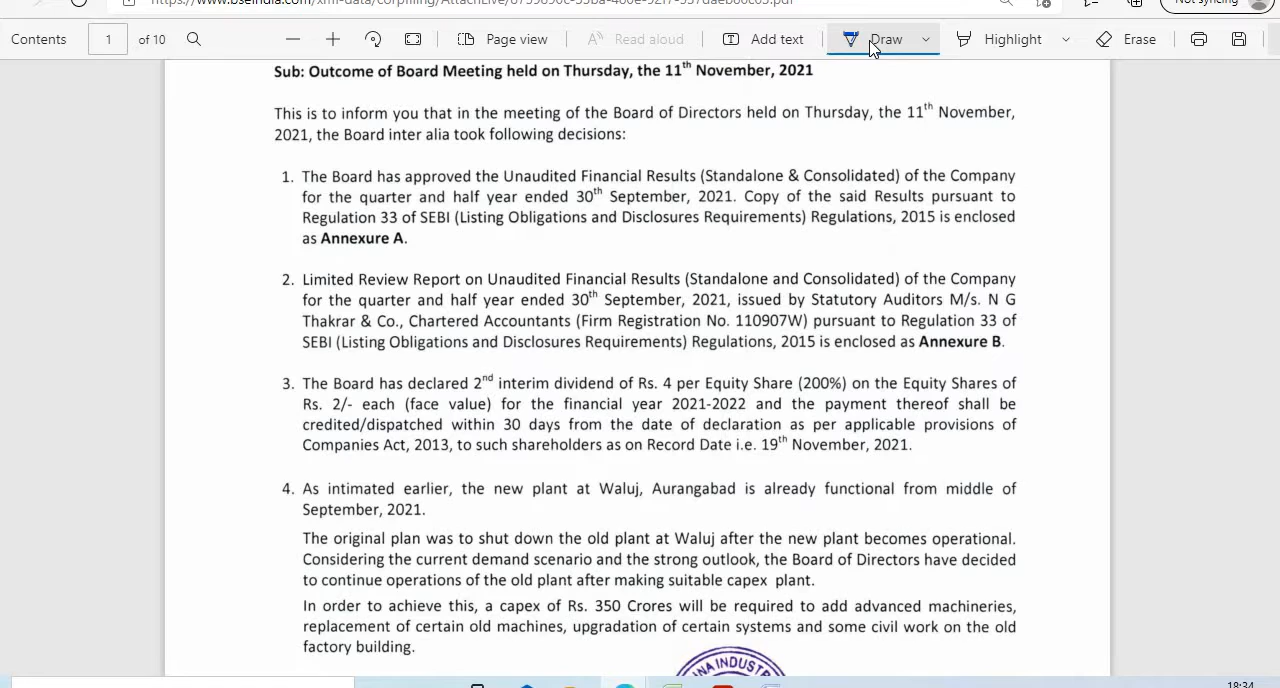 Contents
1
of 10
Page view
Read aloud
Add text
Draw
Highlight
Erase
Sub: Outcome of Board Meeting held on Thursday, the 11th November, 2021
This is to inform you that in the meeting of the Board of Directors held on Thursday, the 11th November,
2021, the Board inter alia took following decisions:
1. The Board has approved the Unaudited Financial Results (Standalone & Consolidated) of the Company
for the quarter and half year ended 30th September, 2021. Copy of the said Results pursuant to
Regulation 33 of SEBI (Listing Obligations and Disclosures Requirements) Regulations, 2015 is enclosed
as Annexure A.
2. Limited Review Report on Unaudited Financial Results (Standalone and Consolidated) of the Company
for the quarter and half year ended 30th September, 2021, issued by Statutory Auditors M/s. N G
Thakrar & Co., Chartered Accountants (Firm Registration No. 110907W) pursuant to Regulation 33 of
SEBI (Listing Obligations and Disclosures Requirements) Regulations, 2015 is enclosed as Annexure B.
3. The Board has declared 2nd interim dividend of Rs. 4 per Equity Share (200%) on the Equity Shares of
Rs. 2/- each (face value) for the financial year 2021-2022 and the payment thereof shall be
credited/dispatched within 30 days from the date of declaration as per applicable provisions of
Companies Act, 2013, to such shareholders as on Record Date i.e. 19th November, 2021.
4. As intimated earlier, the new plant at Waluj, Aurangabad is already functional from middle of
September, 2021.
The original plan was to shut down the old plant at Waluj after the new plant becomes operational.
Considering the current demand scenario and the strong outlook, the Board of Directors have decided
to continue operations of the old plant after making suitable capex plant.
In order to achieve this, a capex of Rs. 350 Crores will be required to add advanced machineries,
replacement of certain old machines, upgradation of certain systems and some civil work on the old
factory building.
18:34